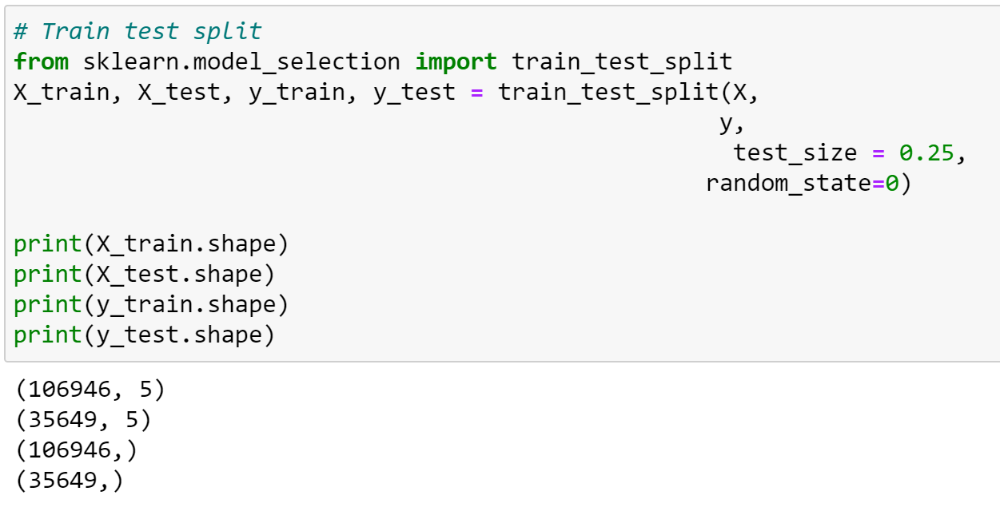 # Train test split
from sklearn.model_selection import train_test_split
X_train, X_test, y_train, y_test = train_test_split(X,
y,
test_size = 0.25,
random_state=0)
print(X_train.shape)
print(X_test.shape)
print(y_train.shape)
print(y_test.shape)
(106946, 5)
(35649, 5)
(106946,)
(35649,)